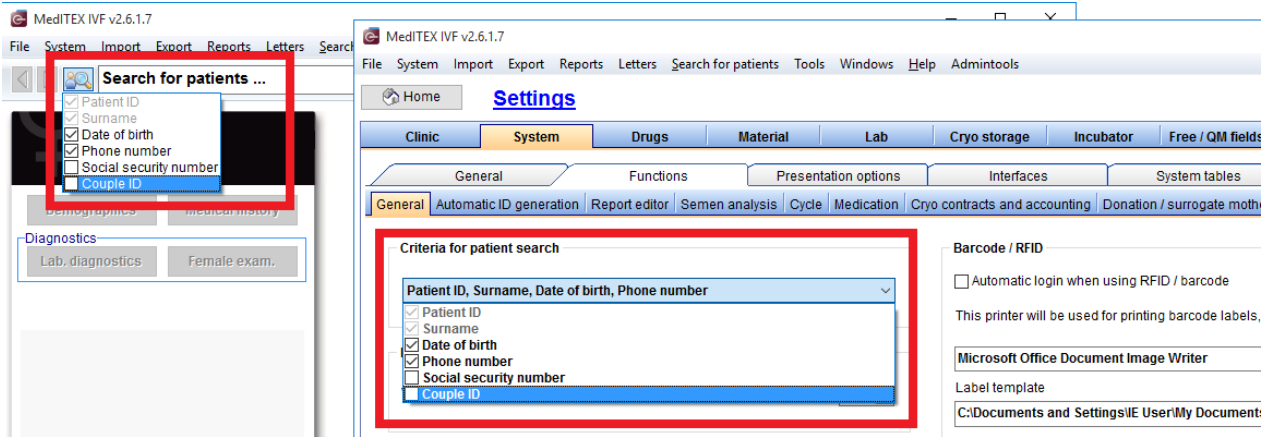 MedITEX IVF v2.6.1.7
File System Import Export Reports Letters
Search for patients ...
Patient ID
Surname
Date of birth
Phone number
Social security number
Couple ID
Demographics Medical history
Diagnostics
Lab. diagnostics Female exam.
MedITEX IVF v2.6.1.7
File System Import Export Reports Letters Search for patients Tools Windows Help Admintools
Home Settings
Clinic System Drugs Material Lab Cryo storage Incubator Free / QM fields
General Functions Presentation options Interfaces System tables
General Automatic ID generation Report editor Semen analysis Cycle Medication Cryo contracts and accounting Donation / surrogate
Criteria for patient search
Patient ID, Surname, Date of birth, Phone number
Patient ID
Surname
Date of birth
Phone number
Social security number
Couple ID
Barcode / RFID
Automatic login when using RFID / barcode
This printer will be used for printing barcode labels,
Microsoft Office Document Image Writer
Label template
C:\Documents and Settings\IE User\My Documents